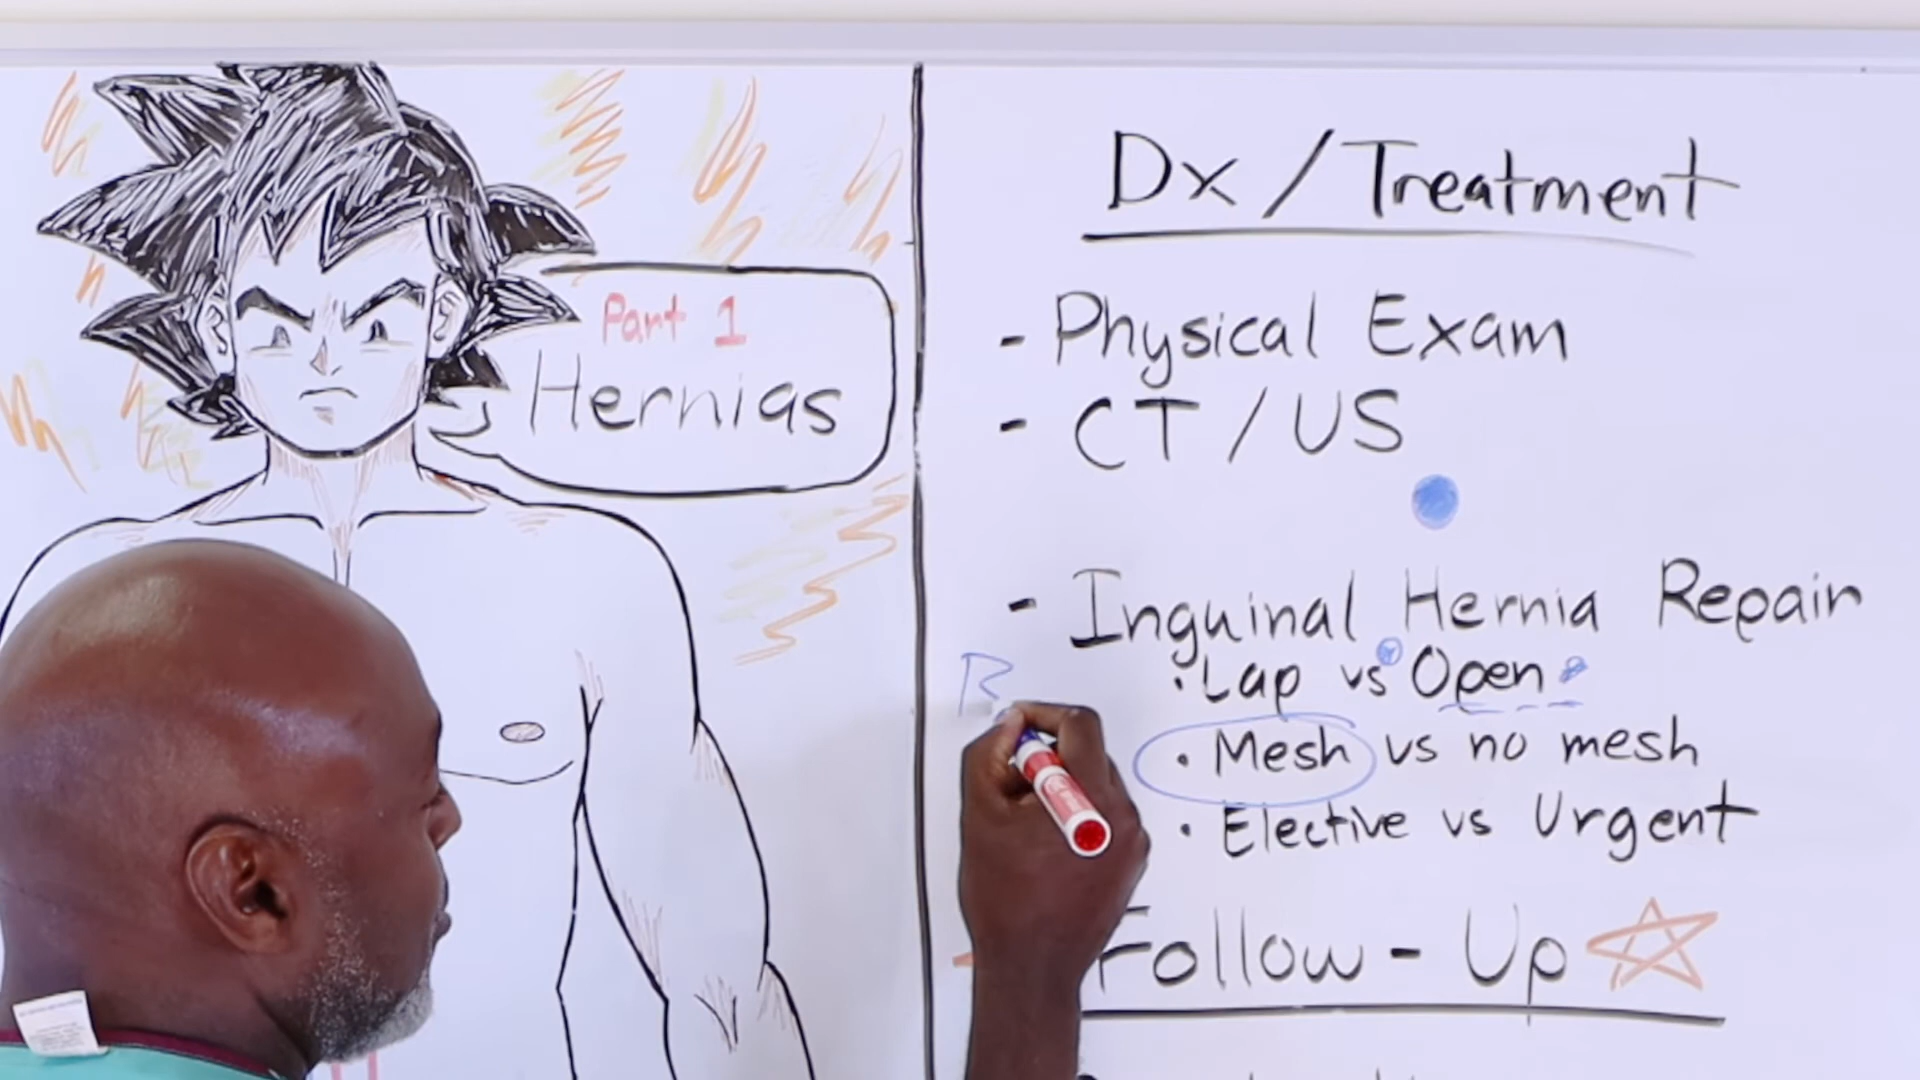 Part 1
Hernias
Dx / Treatment
- Physical Exam
- CT / US
- Inguinal Hernia Repair
• Lap vs Open
• Mesh vs no mesh
• Elective vs Urgent
R
Follow - Up